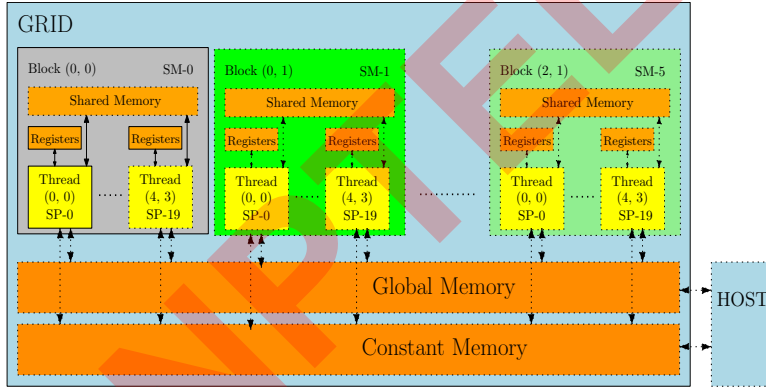 GRID
Block (0, 0) SM-0
Shared Memory
Registers Registers
Thread (0, 0) SP-0
Thread (4, 3) SP-19
Block (0, 1) SM-1
Shared Memory
Registers Registers
Thread (0, 0) SP-0
Thread (4, 3) SP-19
Block (2, 1) SM-5
Shared Memory
Registers Registers
Thread (0, 0) SP-0
Thread (4, 3) SP-19
Global Memory
Constant Memory
HOST
NPTEL